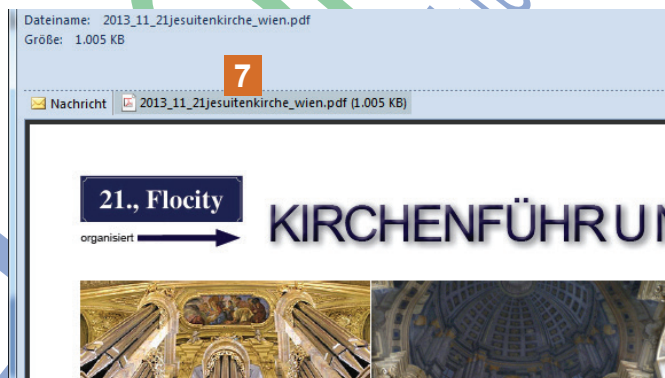 Dateiname: 2013_11_21jesuitenkirche_wien.pdf
Größe: 1.005 KB
7
Nachricht 2013_11_21jesuitenkirche_wien.pdf (1.005 KB)
21., Flocity
organisiert
KIRCHENFÜHRUN